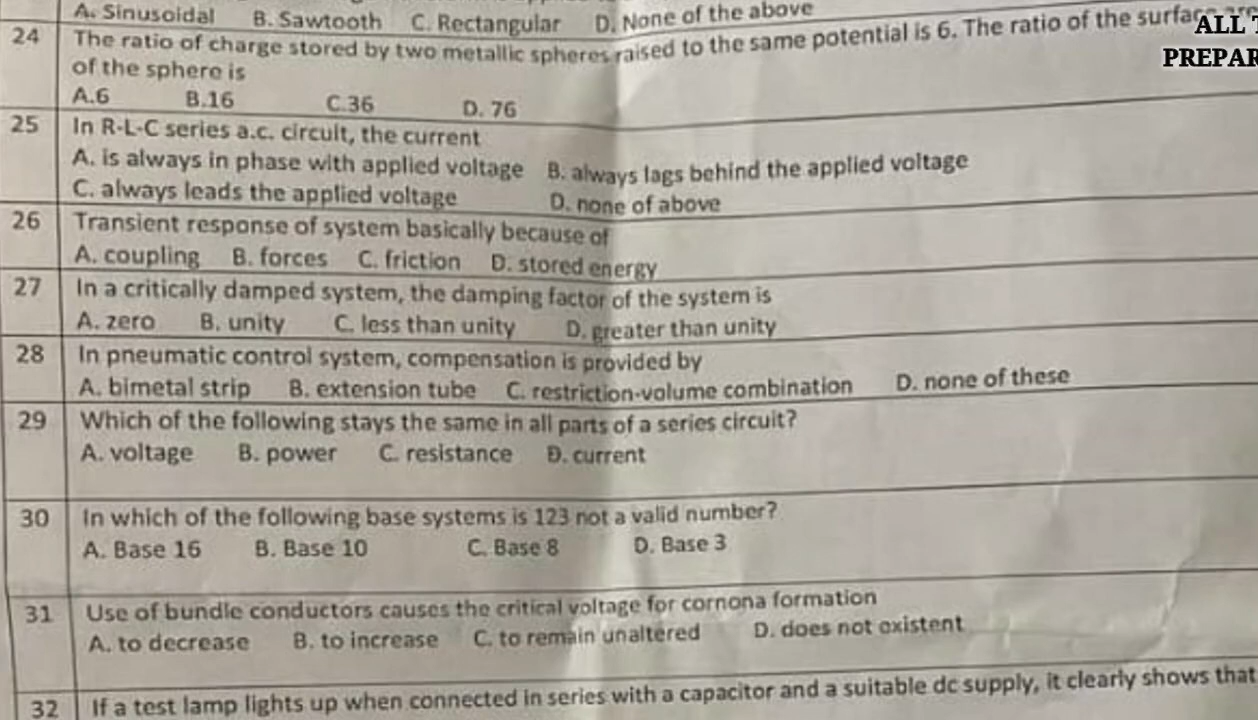 A. Sinusoidal B. Sawtooth C. Rectangular D. None of the above
24 The ratio of charge stored by two metallic spheres raised to the same potential is 6. The ratio of the surface
ALL
PREPAR
of the sphere is
A.6 B.16 C.36 D. 76
25 In R-L-C series a.c. circuit, the current
A. is always in phase with applied voltage B. always lags behind the applied voltage
C. always leads the applied voltage D. none of above
26 Transient response of system basically because of
A. coupling B. forces C. friction D. stored energy
27 In a critically damped system, the damping factor of the system is
A. zero B. unity C. less than unity D. greater than unity
28 In pneumatic control system, compensation is provided by
A. bimetal strip B. extension tube C. restriction-volume combination D. none of these
29 Which of the following stays the same in all parts of a series circuit?
A. voltage B. power C. resistance D. current
30 In which of the following base systems is 123 not a valid number?
A. Base 16 B. Base 10 C. Base 8 D. Base 3
31 Use of bundle conductors causes the critical voltage for cornona formation
A. to decrease B. to increase C. to remain unaltered D. does not existent
32 If a test lamp lights up when connected in series with a capacitor and a suitable dc supply, it clearly shows that